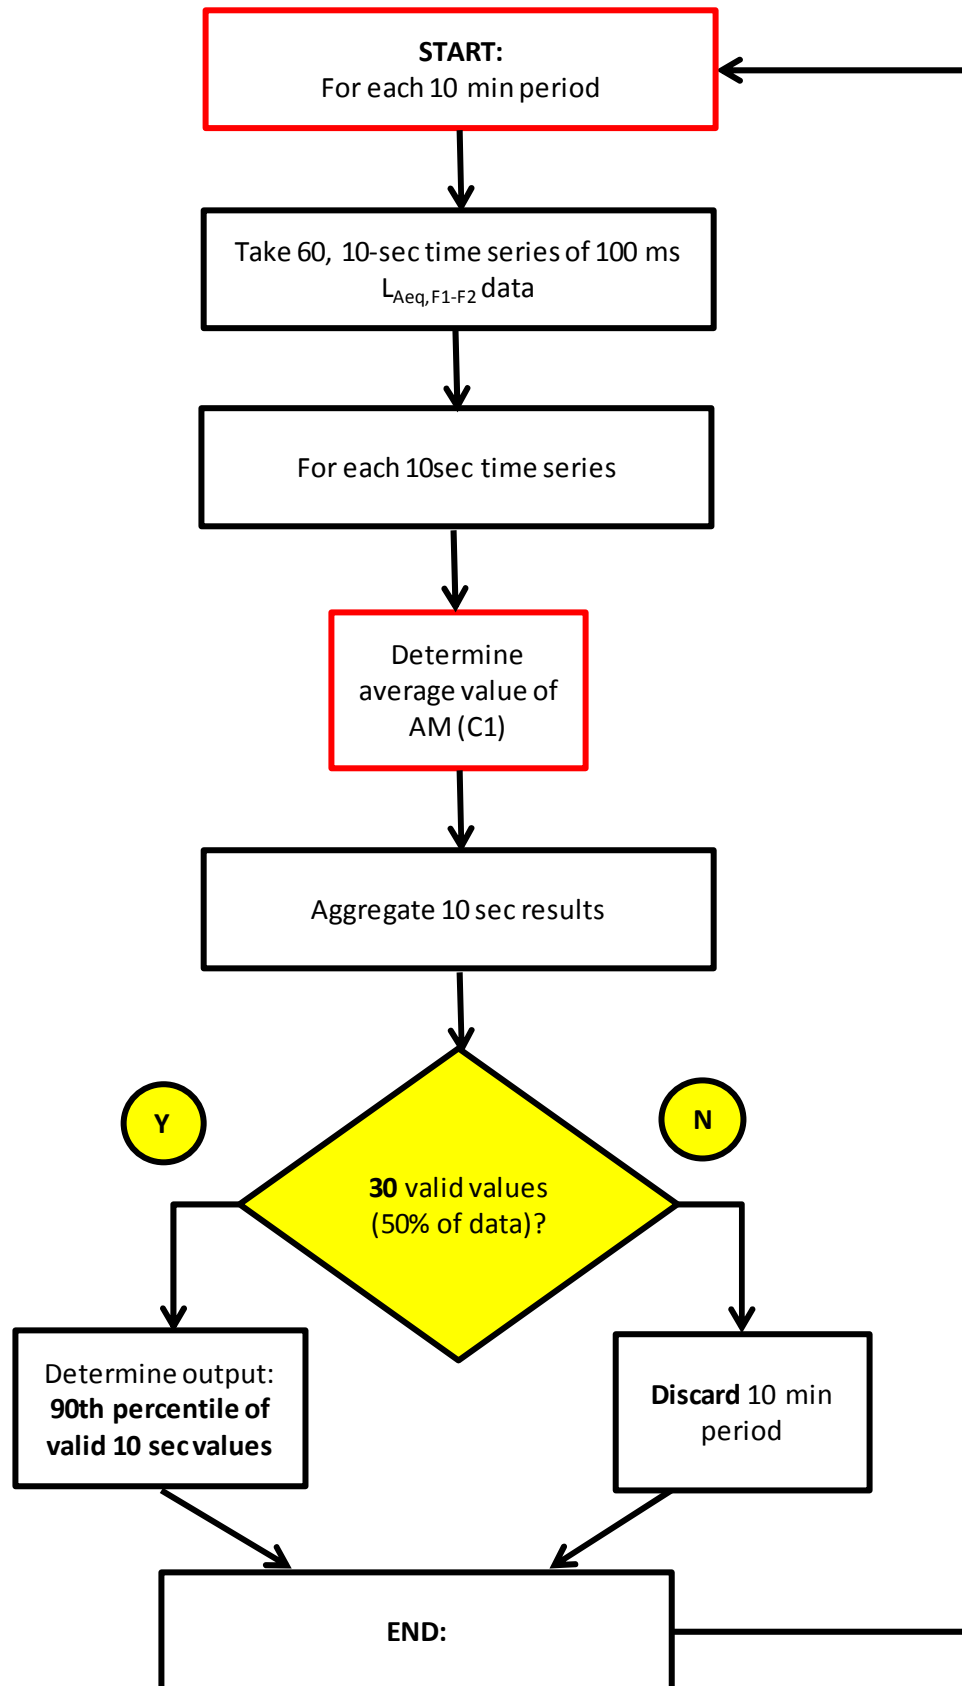 START:
For each 10 min period
Take 60, 10-sec time series of 100 ms
LAeq,F1-F2 data
For each 10sec time series
Determine
average value of
AM (C1)
Aggregate 10 sec results
Y
N
30 valid values
(50% of data)?
Determine output:
90th percentile of
valid 10 sec values
Discard 10 min
period
END: